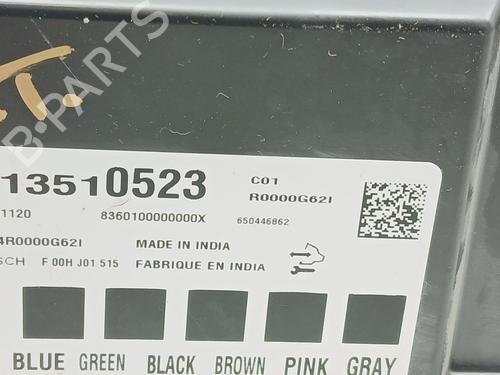 T.
B-PARTS
13510523
C01
R0000G62I
1120
8360100000000X
650446862
4R0000G62I
MADE IN INDIA
SCH F 00H J01 515
FABRIQUE EN INDIA
BLUE GREEN BLACK BROWN PINK GRAY